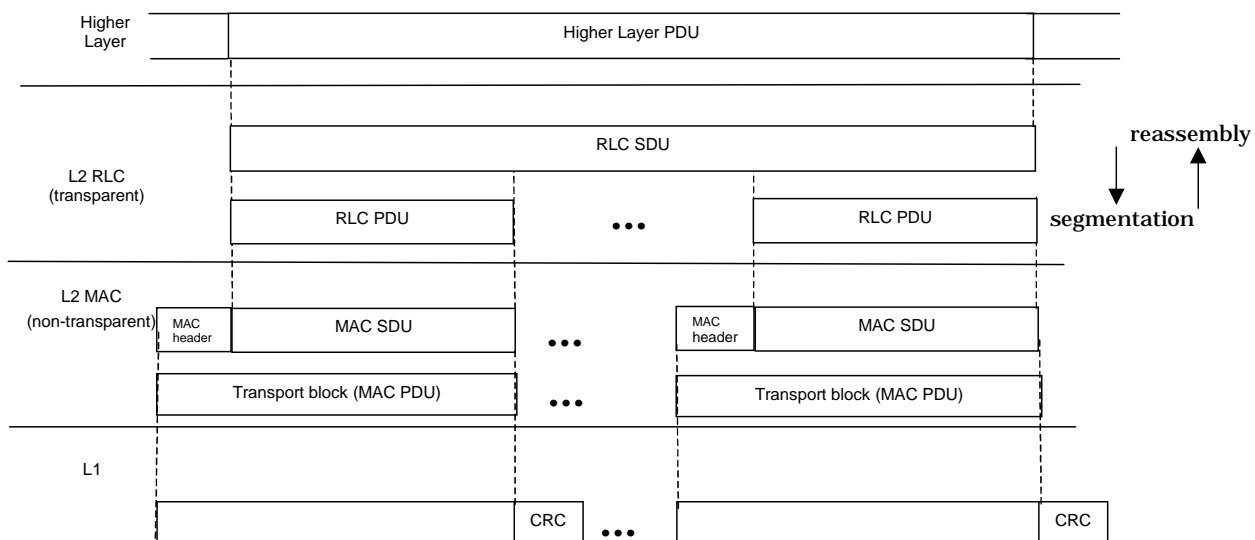 Higher
Layer
Higher Layer PDU
RLC SDU
reassembly
L2 RLC
(transparent)
RLC PDU
•••
RLC PDU
segmentation
L2 MAC
(non-transparent)
MAC
header
MAC SDU
•••
MAC
header
MAC SDU
Transport block (MAC PDU)
•••
Transport block (MAC PDU)
L1
CRC
•••
CRC